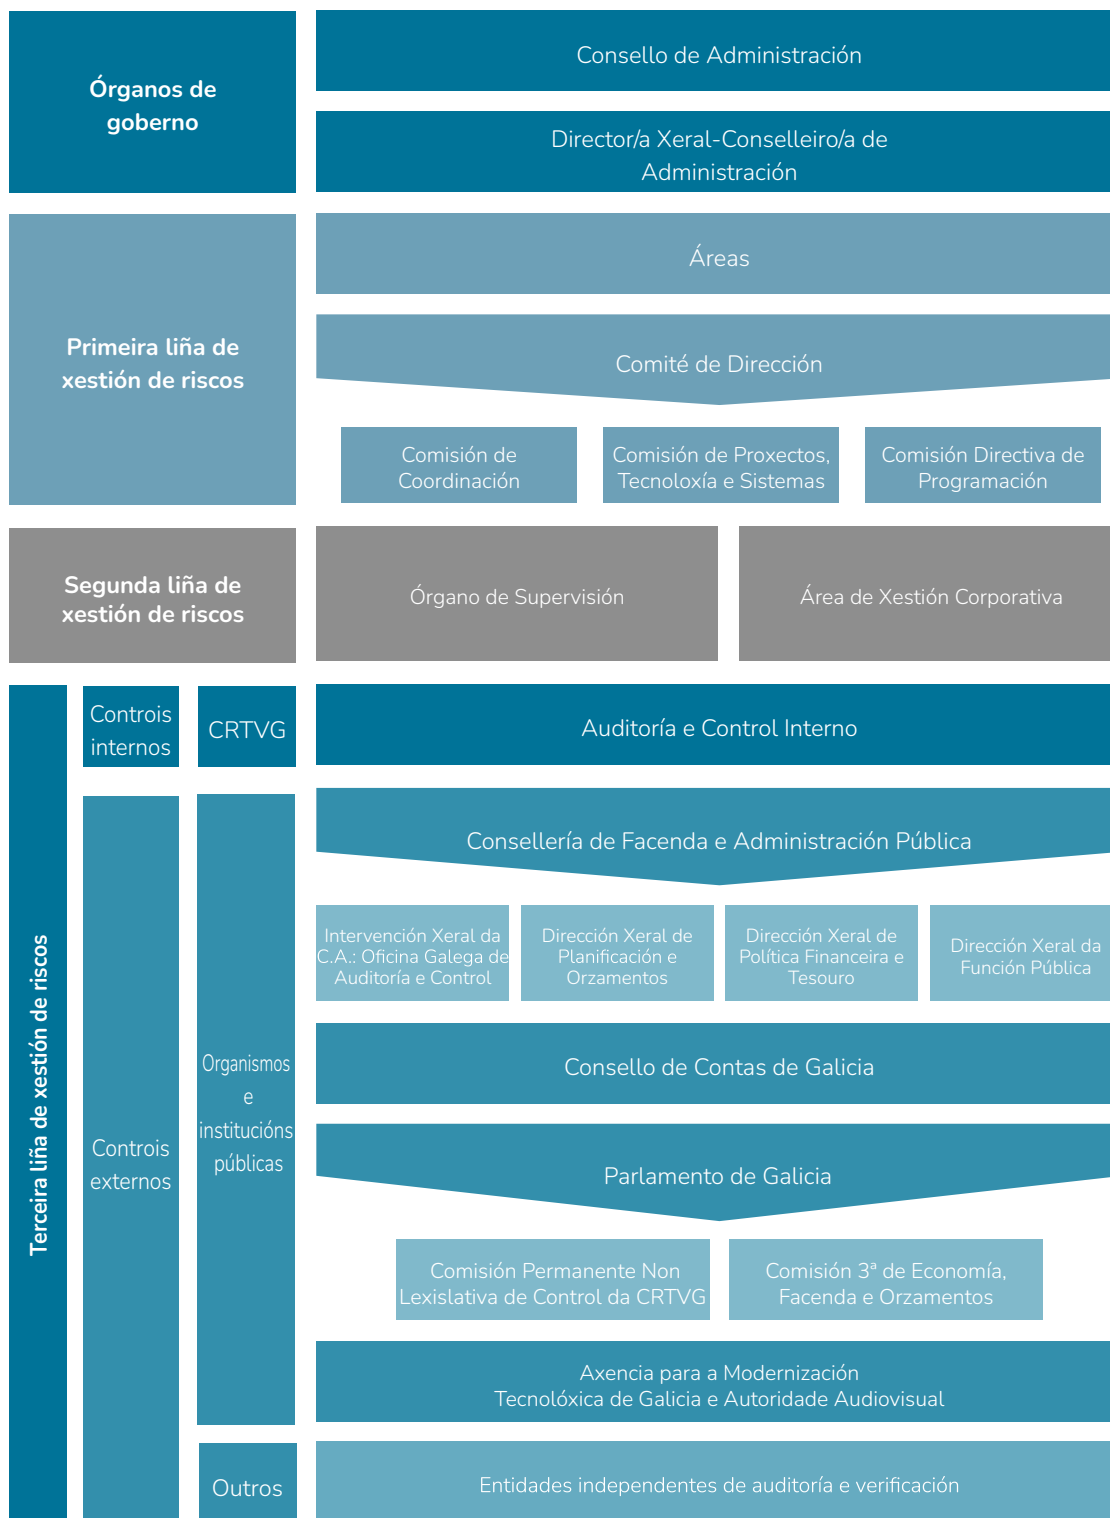 Órganos de
goberno
Consello de Administración
Director/a Xeral-Conselleiro/a de
Administración
Primeira liña de
xestión de riscos
Áreas
Comité de Dirección
Comisión de
Coordinación
Comisión de Proxectos,
Tecnoloxía e Sistemas
Comisión Directiva de
Programación
Segunda liña de
xestión de riscos
Órgano de Supervisión
Área de Xestión Corporativa
Terceira liña de xestión de riscos
Controis
internos
CRTVG
Auditoría e Control Interno
Controis
externos
Organismos
e
institucións
públicas
Consellería de Facenda e Administración Pública
Intervención Xeral da
C.A.: Oficina Galega de
Auditoría e Control
Dirección Xeral de
Planificación e
Orzamentos
Dirección Xeral de
Política Financeira e
Tesouro
Dirección Xeral da
Función Pública
Consello de Contas de Galicia
Parlamento de Galicia
Comisión Permanente Non
Lexislativa de Control da CRTVG
Comisión 3ª de Economía,
Facenda e Orzamentos
Axencia para a Modernización
Tecnolóxica de Galicia e Autoridade Audiovisual
Outros
Entidades independentes de auditoría e verificación